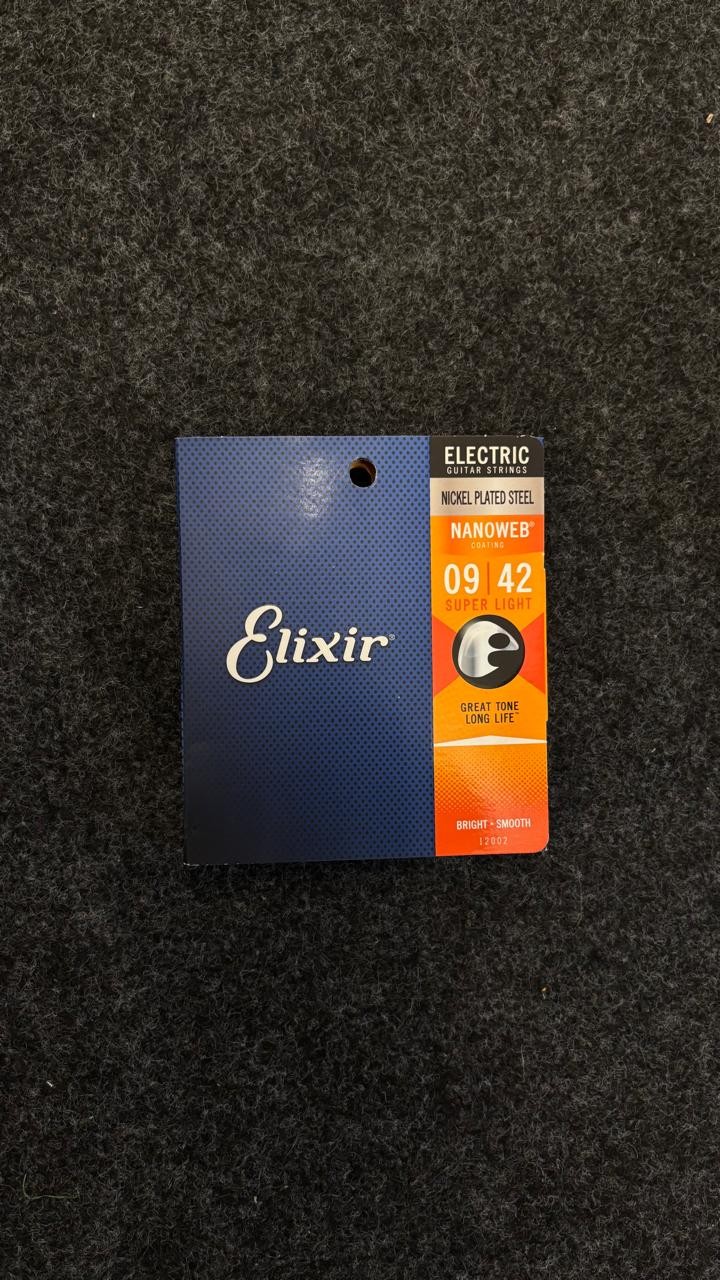 Elixir®
ELECTRIC
GUITAR STRINGS
NICKEL PLATED STEEL
NANOWEB®
COATING
09 | 42
SUPER LIGHT
GREAT TONE
LONG LIFE™
BRIGHT • SMOOTH
12002